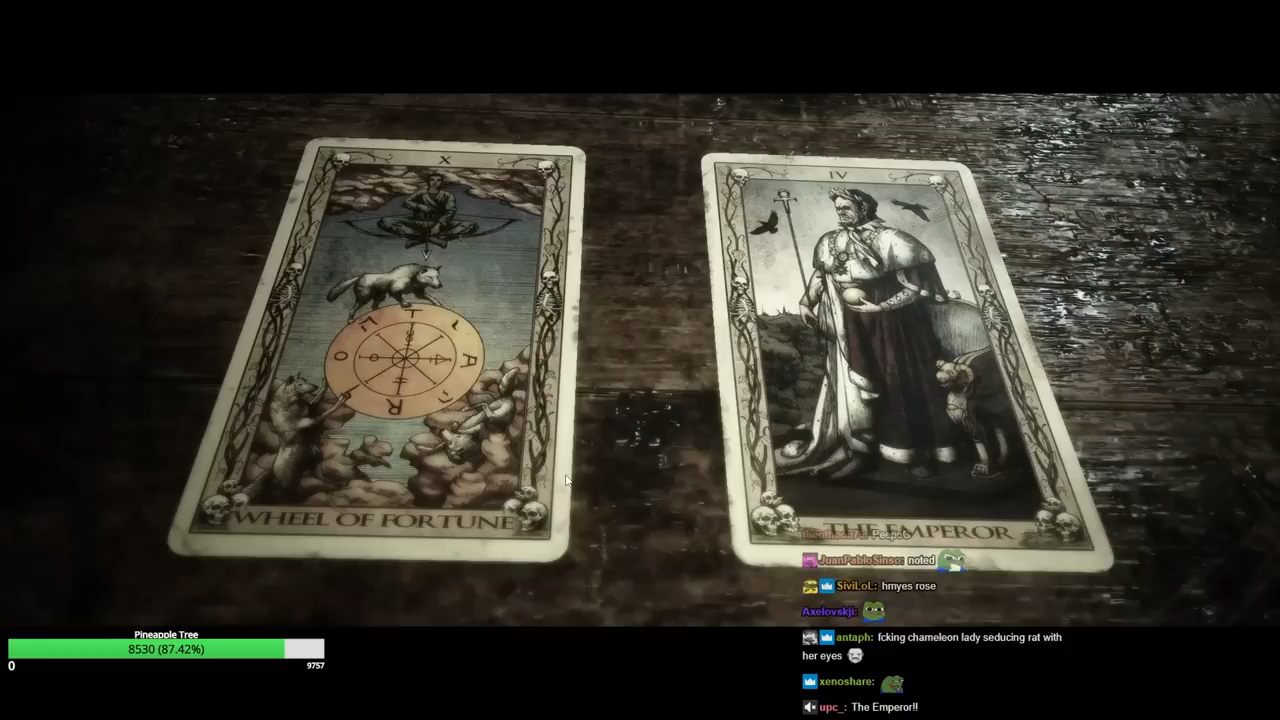 X
WHEEL OF FORTUNE
IV
THE EMPEROR
PeepoG
JuanPabloSinso: noted
SiviLoL: hmyes rose
Axelovskji:
antaph: fcking chameleon lady seducing rat with
her eyes
xenoshare:
upc_: The Emperor!!
Pineapple Tree
8530 (87.42%)
0
9757